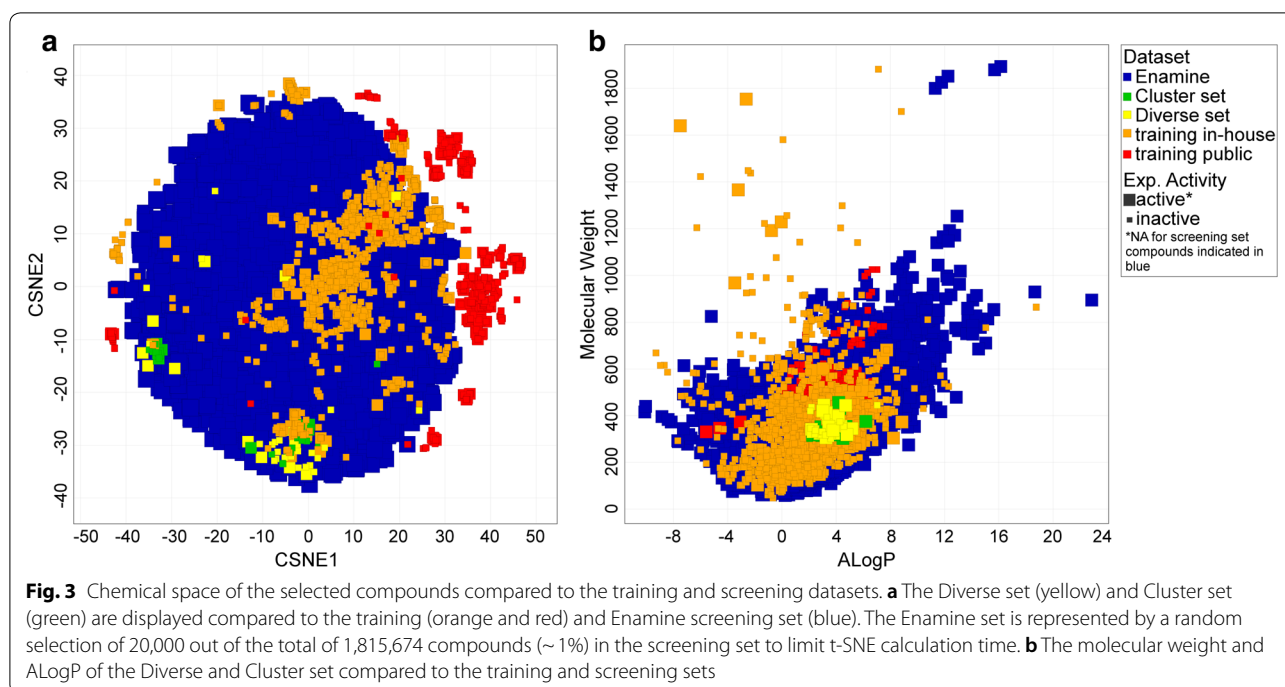 a
b
CSNE2
40
30
20
10
0
-10
-20
-30
-40
-50 -40 -30 -20 -10 0 10 20 30 40 50
CSNE1
Molecular Weight
1800
1600
1400
1200
1000
800
600
400
200
0
-8 -4 0 4 8 12 16 20 24
ALogP
Dataset
Enamine
Cluster set
Diverse set
training in-house
training public
Exp. Activity
active*
inactive
*NA for screening set
compounds indicated in
blue
Fig. 3 Chemical space of the selected compounds compared to the training and screening datasets. a The Diverse set (yellow) and Cluster set
(green) are displayed compared to the training (orange and red) and Enamine screening set (blue). The Enamine set is represented by a random
selection of 20,000 out of the total of 1,815,674 compounds (~ 1%) in the screening set to limit t-SNE calculation time. b The molecular weight and
ALogP of the Diverse and Cluster set compared to the training and screening sets